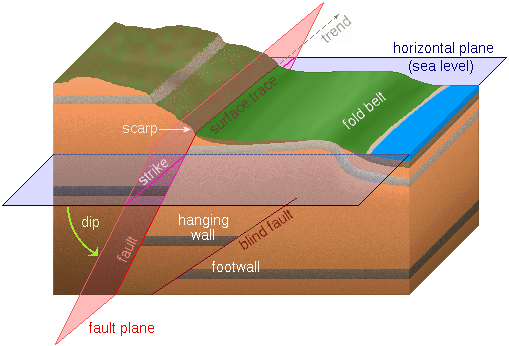 trend
horizontal plane
(sea level)
surface trace
fold belt
scarp
strike
dip
hanging
wall
blind fault
fault
footwall
fault plane